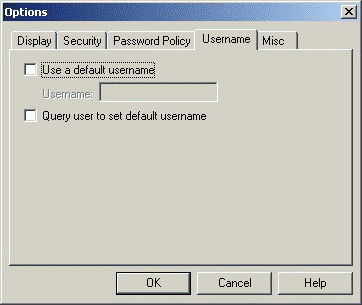 Options
Display Security Password Policy Username Misc
Use a default username
Username:
Query user to set default username
OK Cancel Help